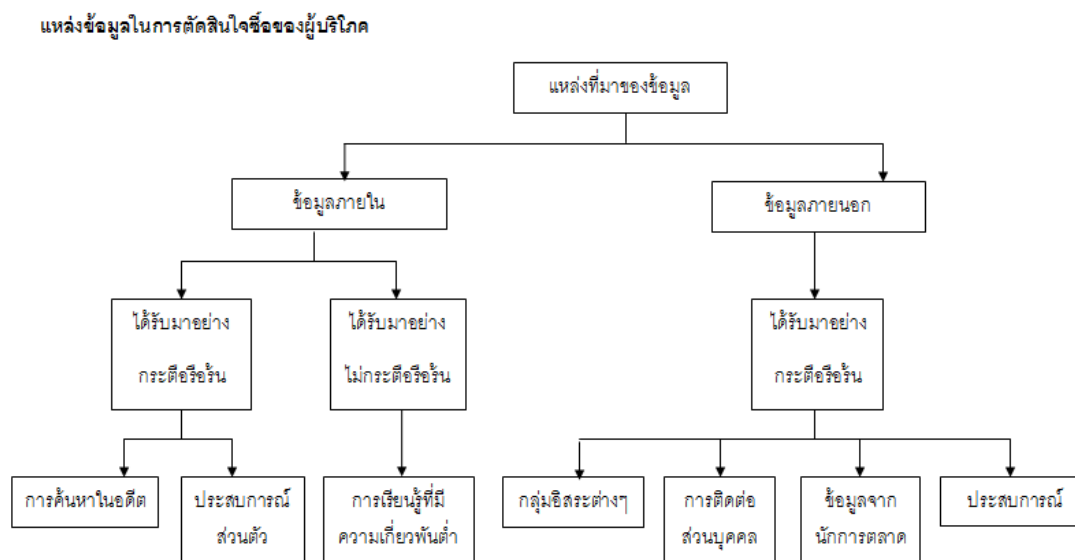 แหล่งข้อมูลในการตัดสินใจซื้อของผู้บริโภค
แหล่งที่มาของข้อมูล
ข้อมูลภายใน
ข้อมูลภายนอก
ได้รับมาอย่าง
กระตือรือร้น
ได้รับมาอย่าง
ไม่กระตือรือร้น
ได้รับมาอย่าง
กระตือรือร้น
การค้นหาในอดีต
ประสบการณ์
ส่วนตัว
การเรียนรู้ที่มี
ความเกี่ยวพันต่ำ
กลุ่มอิสระต่างๆ
การติดต่อ
ส่วนบุคคล
ข้อมูลจาก
นักการตลาด
ประสบการณ์